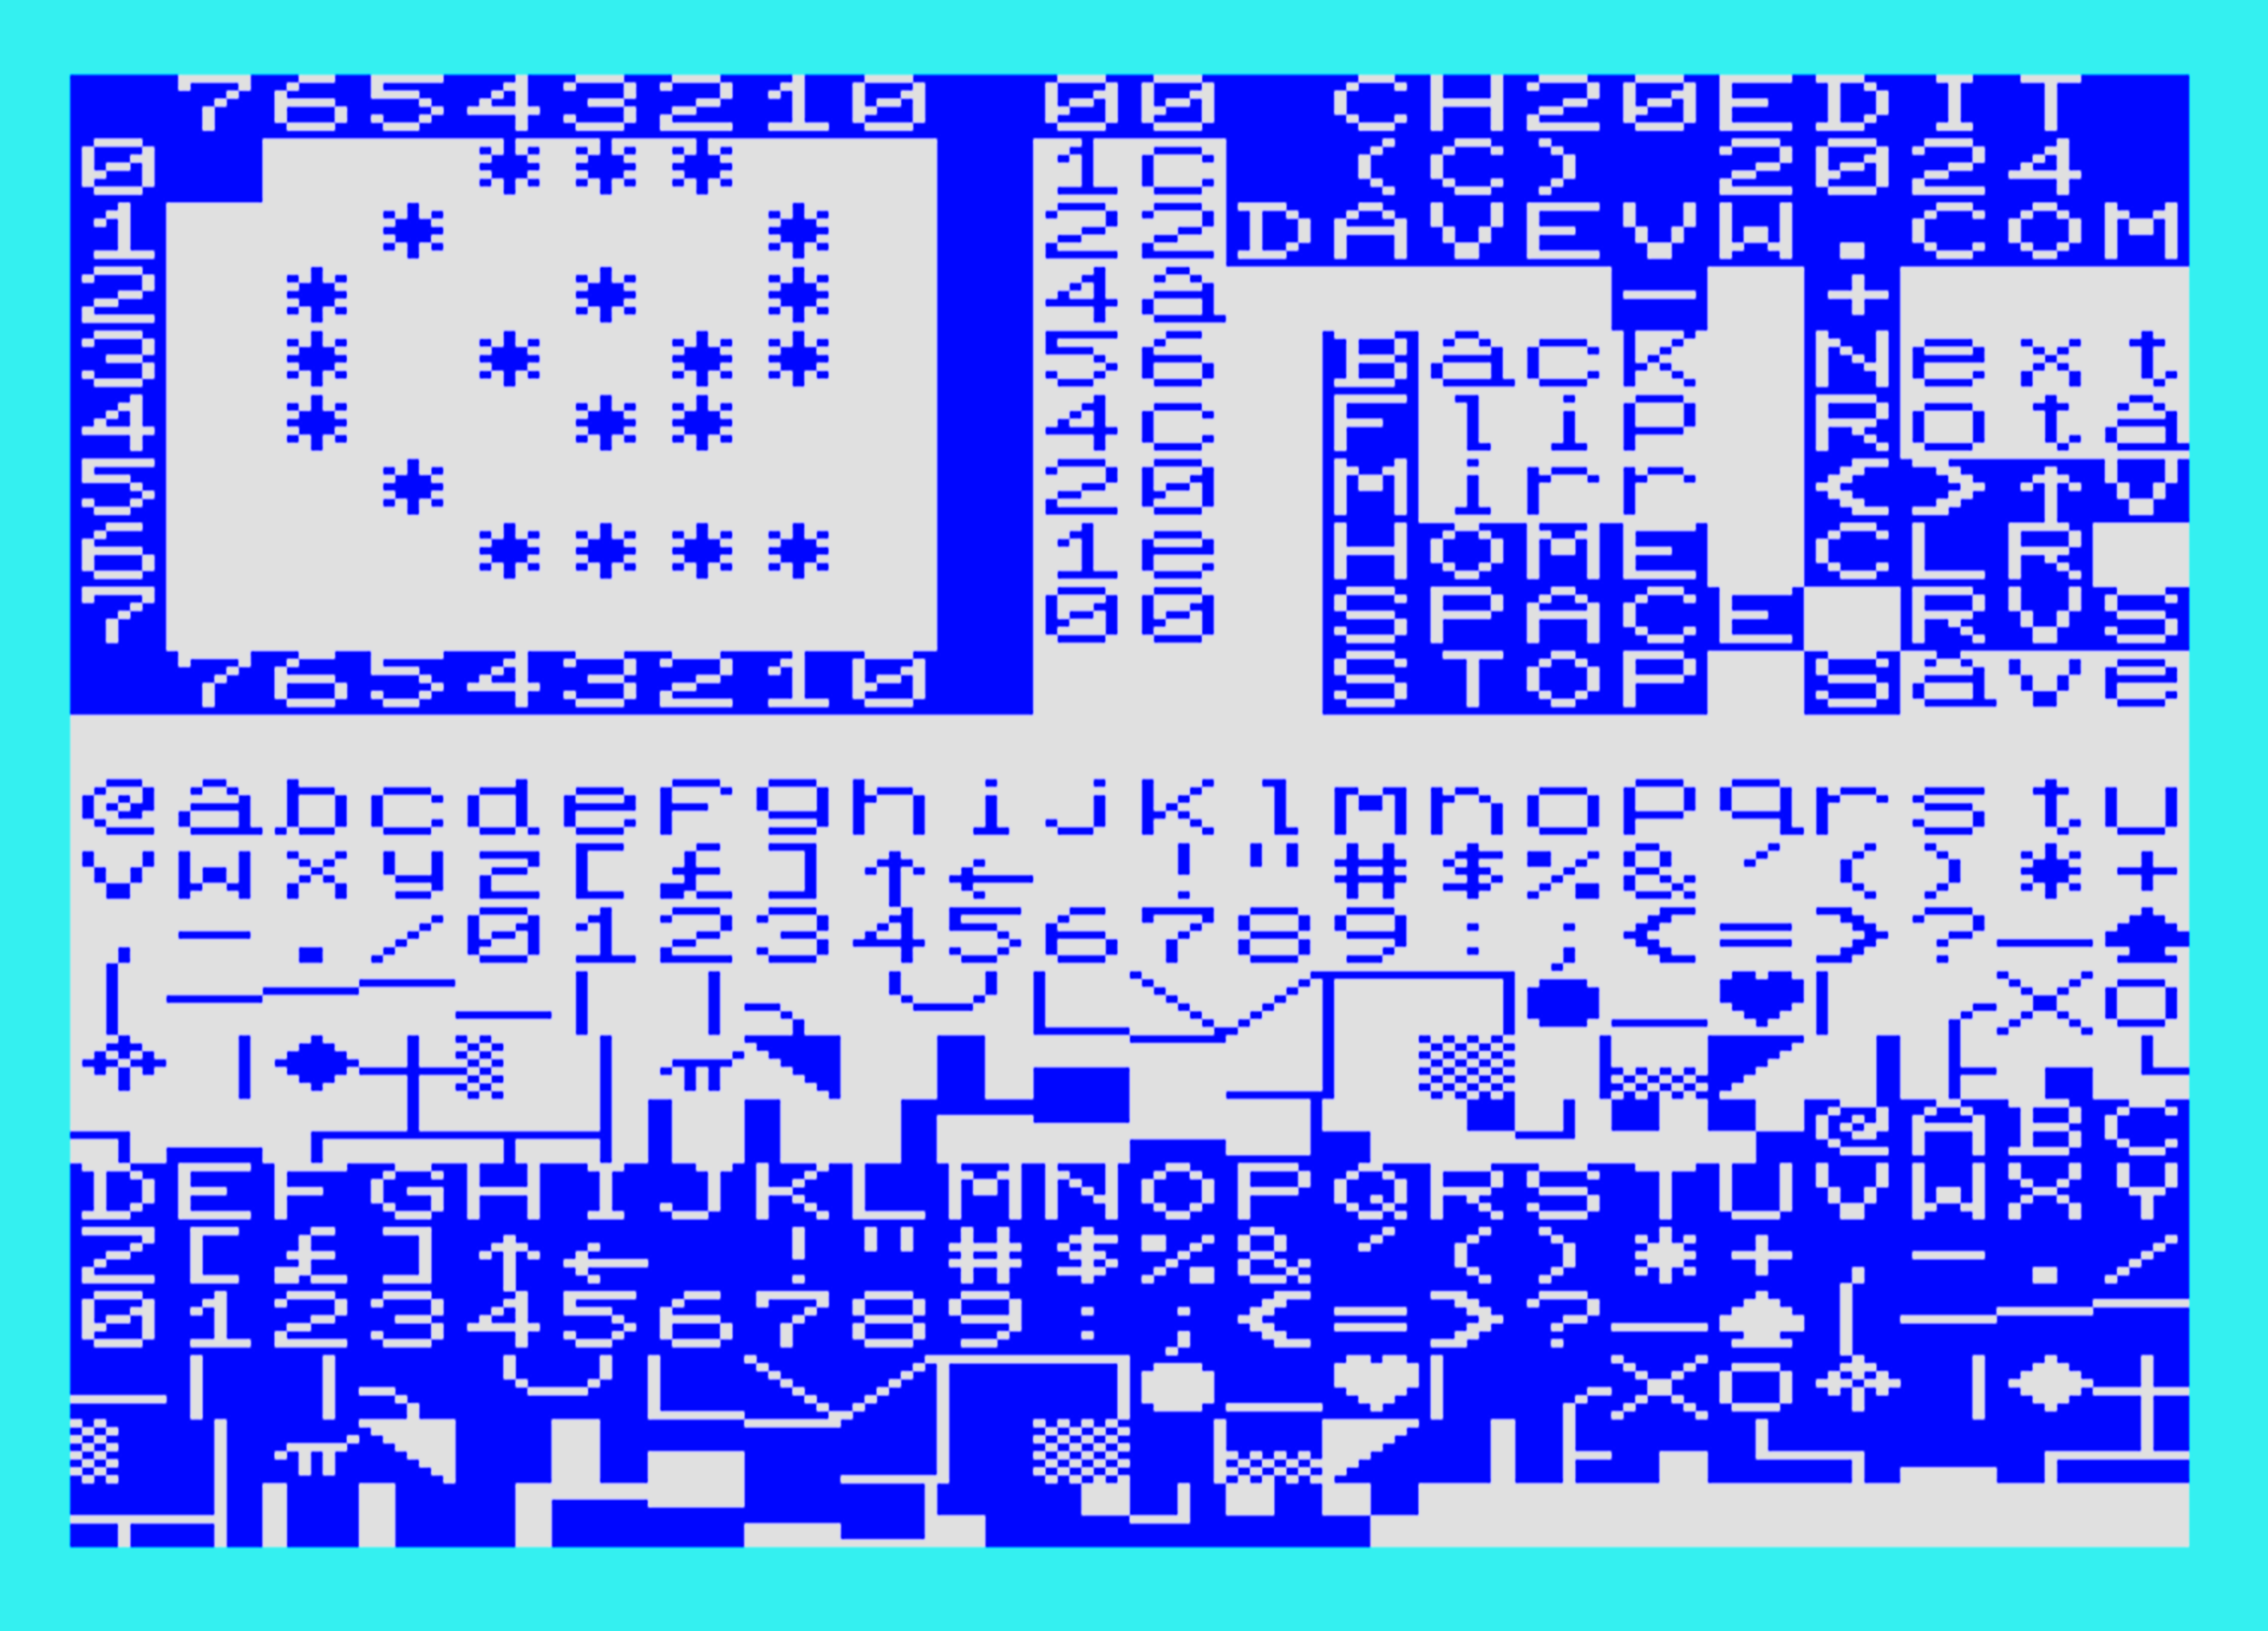 76543210 00 CH20EDIT
0 *** 1c (C) 2024
1 * * 22 DAVEVW.COM
2 * * * 4a - +
3 * * ** 56 Back Next
4 * ** 4c Flip Rota
5 * 20 Mirr <>↑V
6 **** 1e HOME CLR
7 00 SPACE RVS
76543210 STOP Save
@abcdefghijklmnopqrstu
vwxyz[£]↑← !"#$%&'()*+
,-./0123456789:;<=>?
@ABC
DEFGHIJKLMNOPQRSTUVWXY
Z[£]↑← !"#$%&'()*+,-./
0123456789:;<=>?